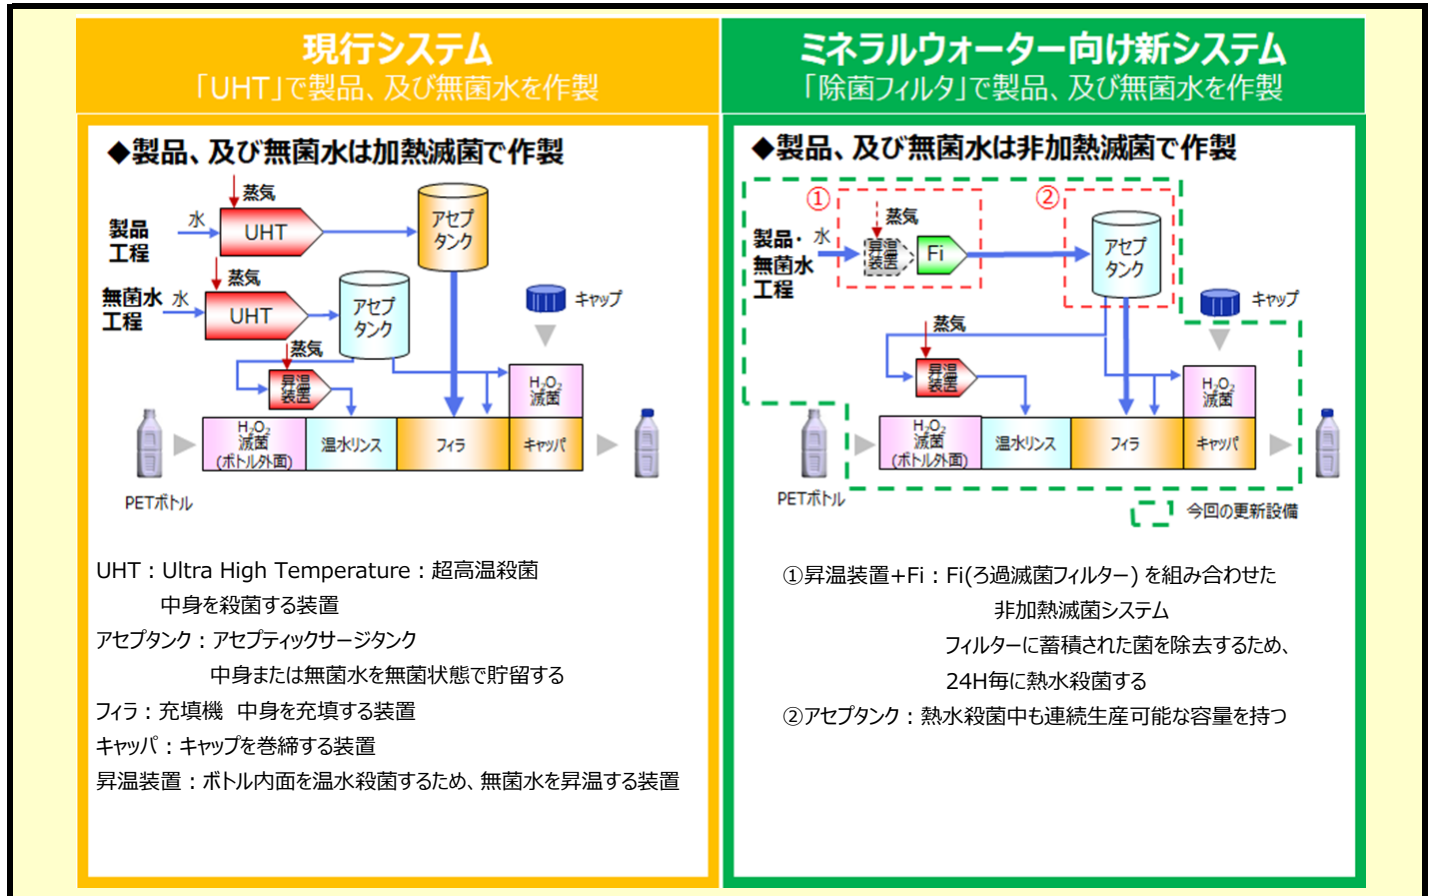 現行システム
「UHT」で製品、及び無菌水を作製
◆製品、及び無菌水は加熱滅菌で作製
蒸気
製品
工程
水
UHT
アセプ
タンク
蒸気
無菌水
工程
水
UHT
アセプ
タンク
キャップ
蒸気
昇温
装置
H₂O₂
滅菌
H₂O₂
滅菌
(ボトル外面)
温水リンス
フィラ
キャッパ
PETボトル
UHT：Ultra High Temperature：超高温殺菌
中身を殺菌する装置
アセプタンク：アセプティックサージタンク
中身または無菌水を無菌状態で貯留する
フィラ：充填機 中身を充填する装置
キャッパ：キャップを巻締する装置
昇温装置：ボトル内面を温水殺菌するため、無菌水を昇温する装置
ミネラルウォーター向け新システム
「除菌フィルタ」で製品、及び無菌水を作製
◆製品、及び無菌水は非加熱滅菌で作製
①
②
蒸気
製品・
無菌水
工程
水
昇温
装置
Fi
アセプ
タンク
キャップ
蒸気
昇温
装置
H₂O₂
滅菌
H₂O₂
滅菌
(ボトル外面)
温水リンス
フィラ
キャッパ
PETボトル
今回の更新設備
①昇温装置+Fi：Fi(ろ過滅菌フィルター) を組み合わせた
非加熱滅菌システム
フィルターに蓄積された菌を除去するため、
24H毎に熱水殺菌する
②アセプタンク：熱水殺菌中も連続生産可能な容量を持つ